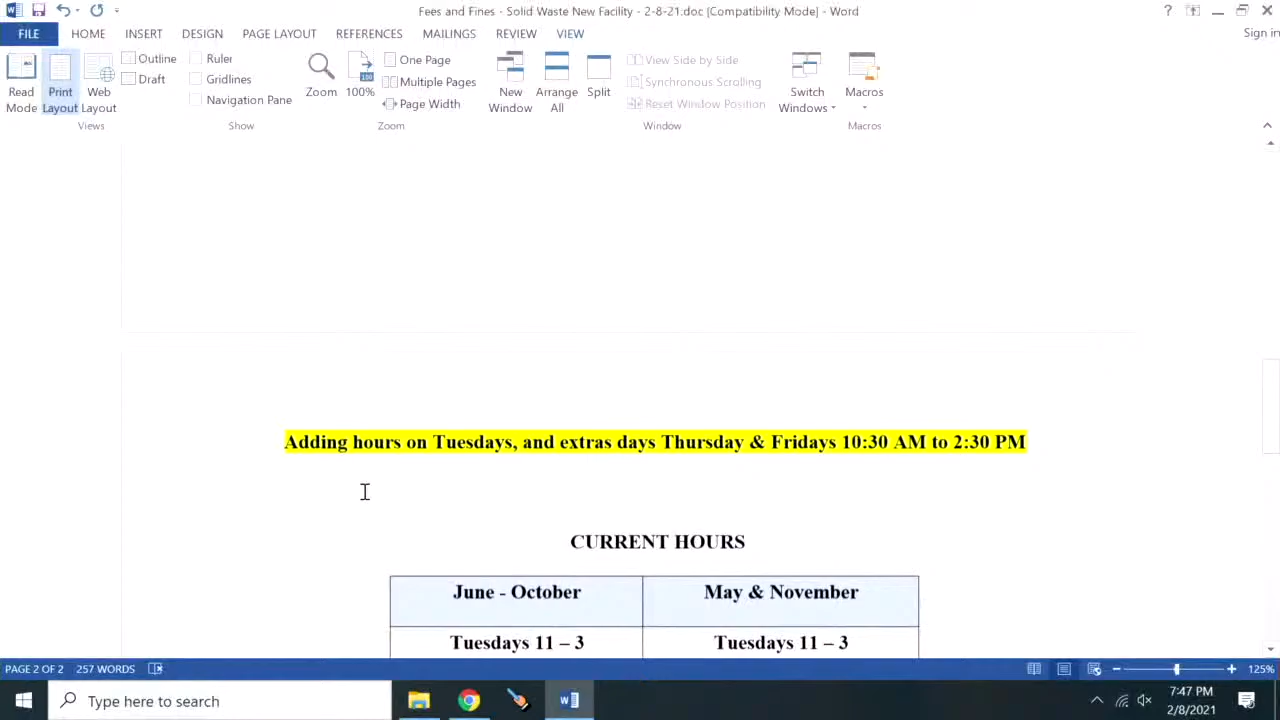 Fees and Fines - Solid Waste New Facility - 2-8-21.doc [Compatibility Mode] - Word
Sign in
FILE HOME INSERT DESIGN PAGE LAYOUT REFERENCES MAILINGS REVIEW VIEW
Read Mode
Print Layout
Web Layout
Outline
Draft
Views
Ruler
Gridlines
Navigation Pane
Show
Zoom
100%
One Page
Multiple Pages
Page Width
Zoom
New Window
Arrange All
Split
View Side by Side
Synchronous Scrolling
Reset Window Position
Window
Switch Windows
Macros
Macros
Adding hours on Tuesdays, and extras days Thursday & Fridays 10:30 AM to 2:30 PM
CURRENT HOURS
June - October May & November
Tuesdays 11 – 3 Tuesdays 11 – 3
PAGE 2 OF 2 257 WORDS 125%
Type here to search
7:47 PM
2/8/2021